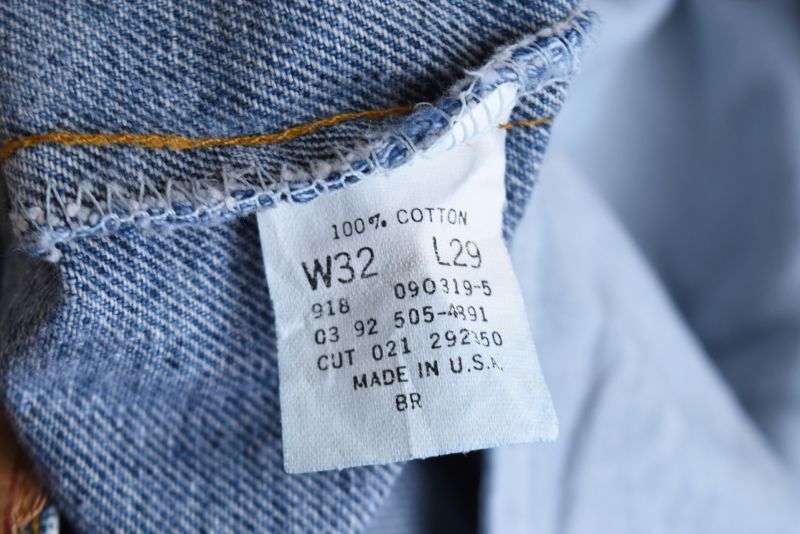 100% COTTON
W32 L29
918 090319-5
03 92 505-4891
CUT 021 292350
MADE IN U.S.A.
8R